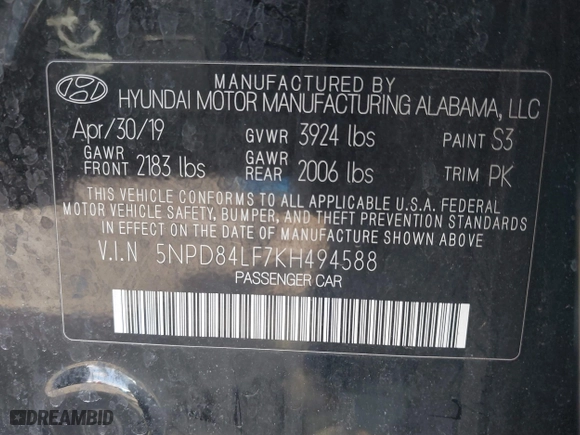 MANUFACTURED BY
HYUNDAI MOTOR MANUFACTURING ALABAMA, LLC
Apr/30/19 GVWR 3924 lbs PAINT S3
GAWR FRONT 2183 lbs GAWR REAR 2006 lbs TRIM PK
THIS VEHICLE CONFORMS TO ALL APPLICABLE U.S.A. FEDERAL
MOTOR VEHICLE SAFETY, BUMPER, AND THEFT PREVENTION STANDARDS
IN EFFECT ON THE DATE OF MANUFACTURE SHOWN ABOVE
V.I.N 5NPD84LF7KH494588
PASSENGER CAR
DREAMBID